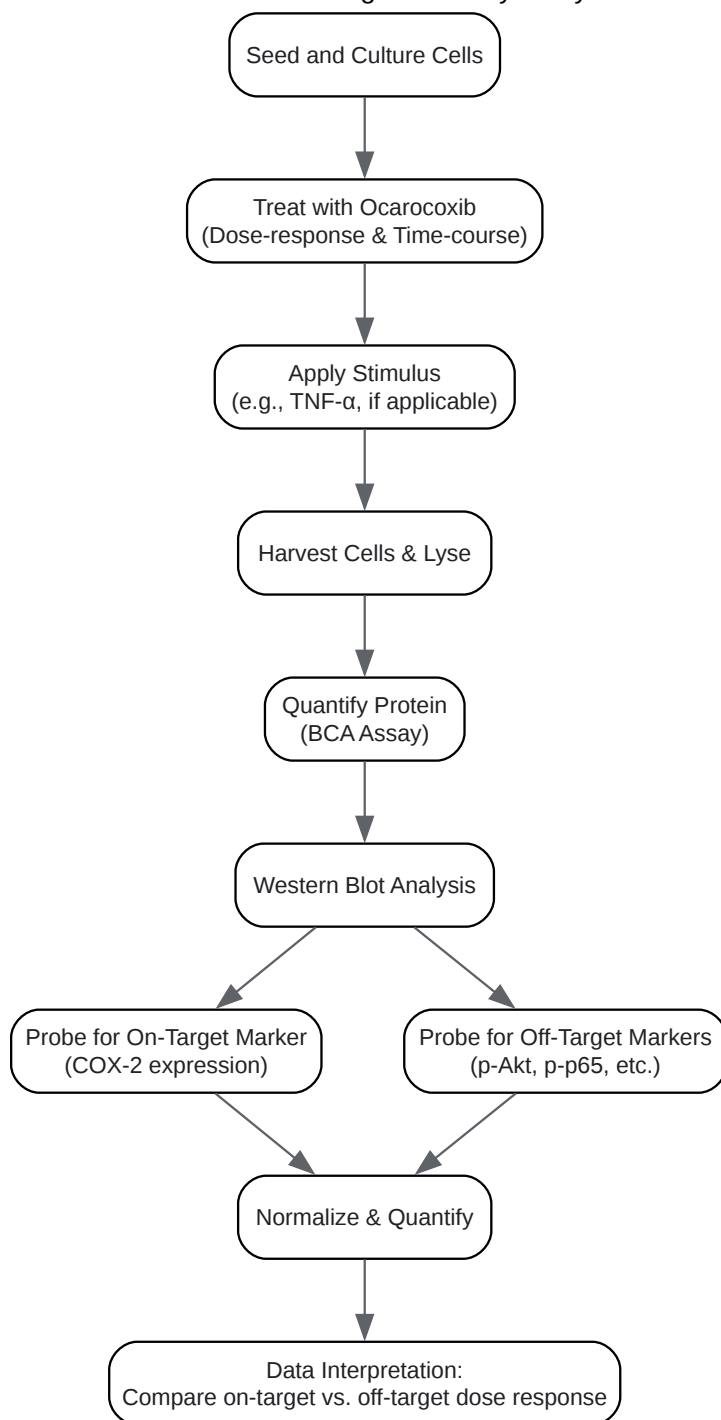 Seed and Culture Cells
Treat with Ocarocoxib
(Dose-response & Time-course)
Apply Stimulus
(e.g., TNF-α, if applicable)
Harvest Cells & Lyse
Quantify Protein
(BCA Assay)
Western Blot Analysis
Probe for On-Target Marker
(COX-2 expression)
Probe for Off-Target Markers
(p-Akt, p-p65, etc.)
Normalize & Quantify
Data Interpretation:
Compare on-target vs. off-target dose response